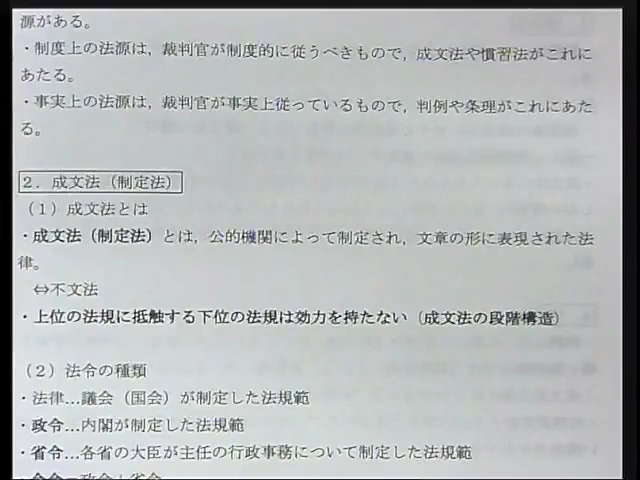 源がある。
・制度上の法源は，裁判官が制度的に従うべきもので，成文法や慣習法がこれに
あたる。
・事実上の法源は，裁判官が事実上従っているもので，判例や条理がこれにあた
る。
２．成文法（制定法）
（１）成文法とは
・成文法（制定法）とは，公的機関によって制定され，文章の形に表現された法
律。
⇔不文法
・上位の法規に抵触する下位の法規は効力を持たない（成文法の段階構造）
（２）法令の種類
・法律…議会（国会）が制定した法規範
・政令…内閣が制定した法規範
・省令…各省の大臣が主任の行政事務について制定した法規範